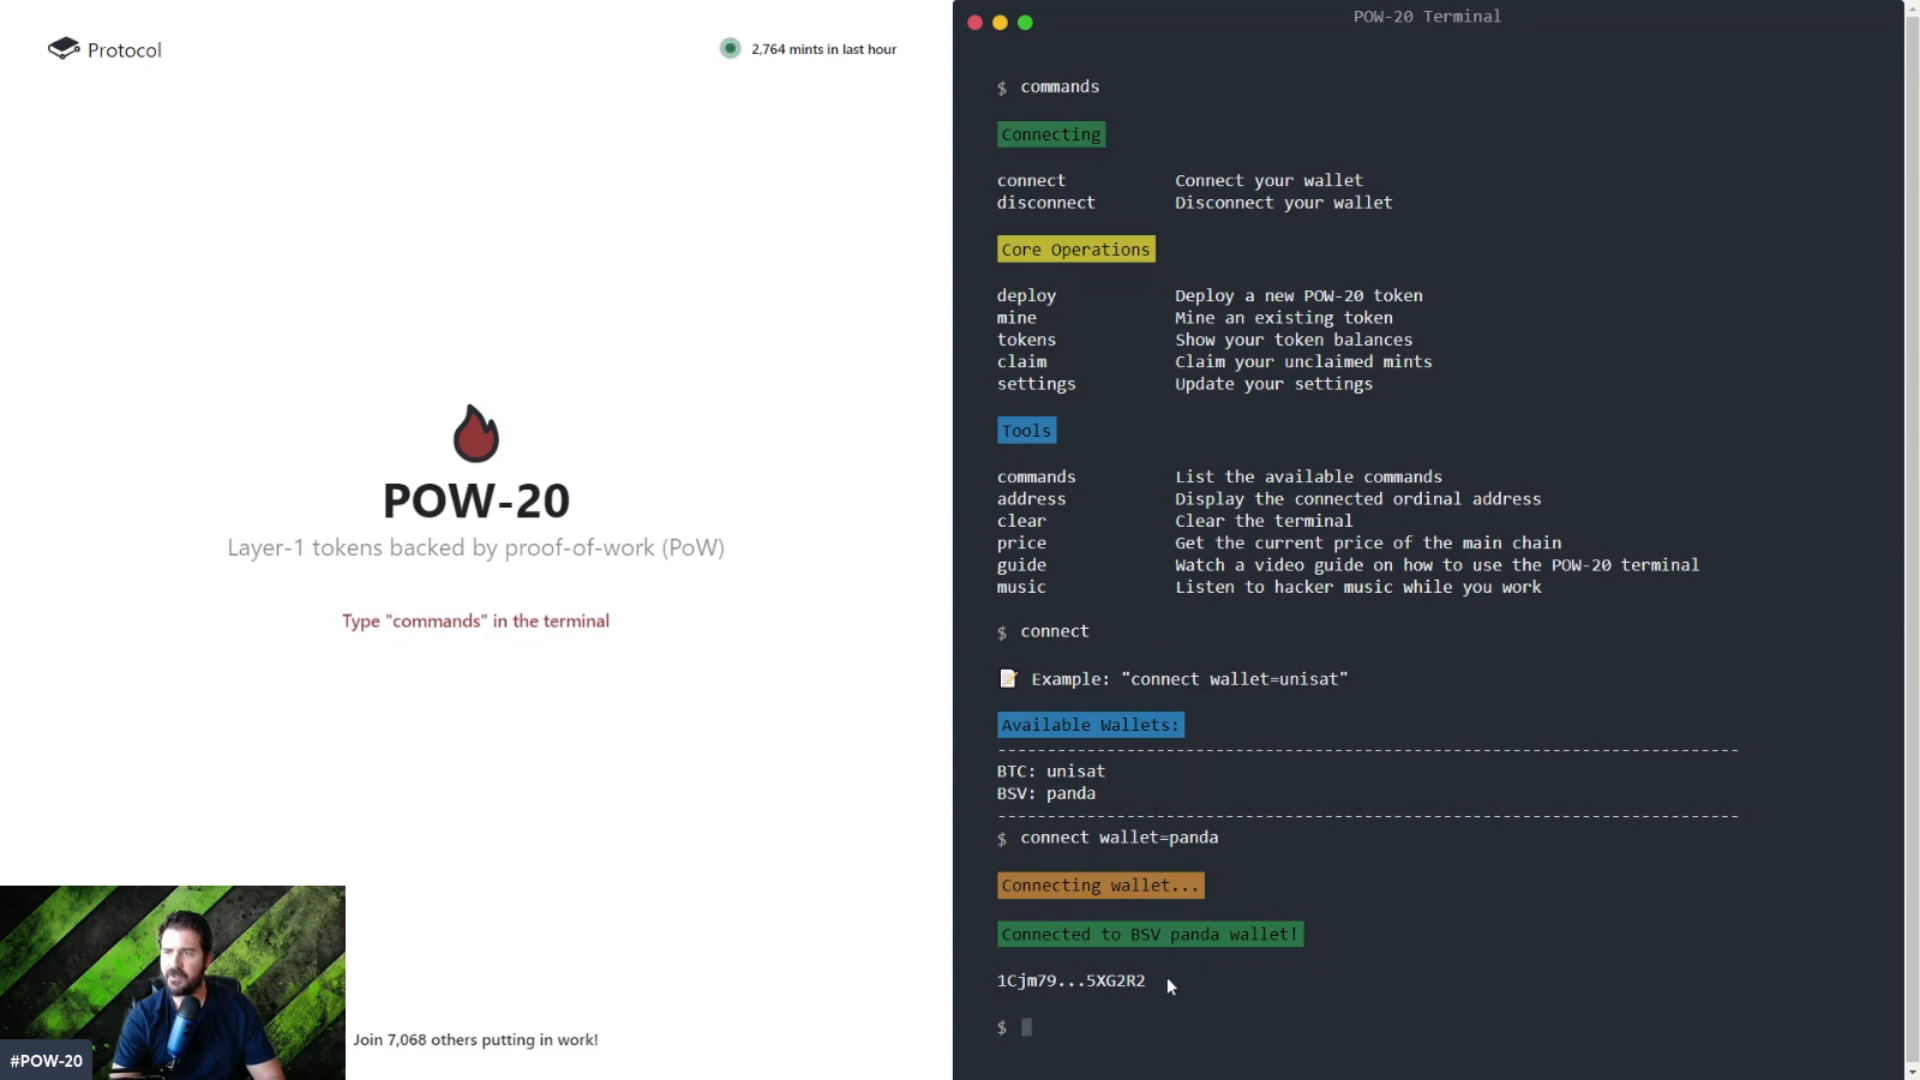 Protocol
2,764 mints in last hour
POW-20
Layer-1 tokens backed by proof-of-work (PoW)
Type "commands" in the terminal
Join 7,068 others putting in work!
#POW-20
POW-20 Terminal
$ commands
Connecting
connect Connect your wallet
disconnect Disconnect your wallet
Core Operations
deploy Deploy a new POW-20 token
mine Mine an existing token
tokens Show your token balances
claim Claim your unclaimed mints
settings Update your settings
Tools
commands List the available commands
address Display the connected ordinal address
clear Clear the terminal
price Get the current price of the main chain
guide Watch a video guide on how to use the POW-20 terminal
music Listen to hacker music while you work
$ connect
Example: "connect wallet=unisat"
Available Wallets:
---------------------------------------------------------------------------
BTC: unisat
BSV: panda
---------------------------------------------------------------------------
$ connect wallet=panda
Connecting wallet...
Connected to BSV panda wallet!
1Cjm79...5XG2R2
$